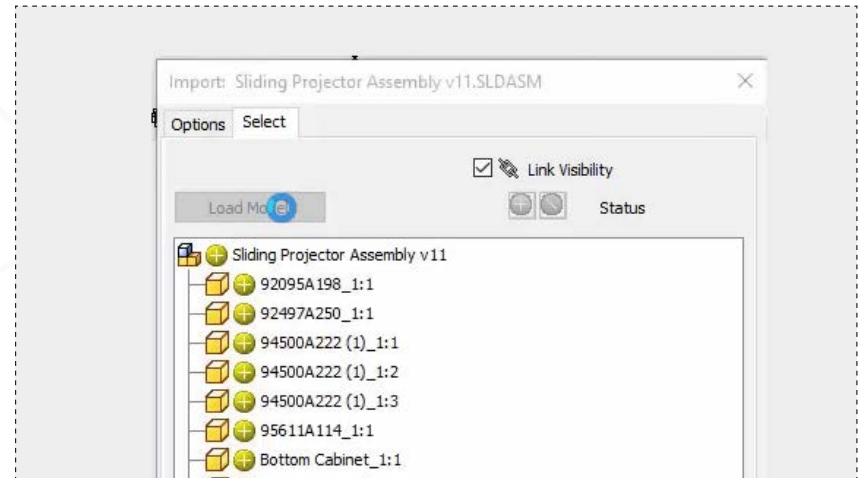 Import: Sliding Projector Assembly v11.SLDASM
Options Select
Link Visibility
Load Model Status
Sliding Projector Assembly v11
92095A198_1:1
92497A250_1:1
94500A222 (1)_1:1
94500A222 (1)_1:2
94500A222 (1)_1:3
95611A114_1:1
Bottom Cabinet_1:1